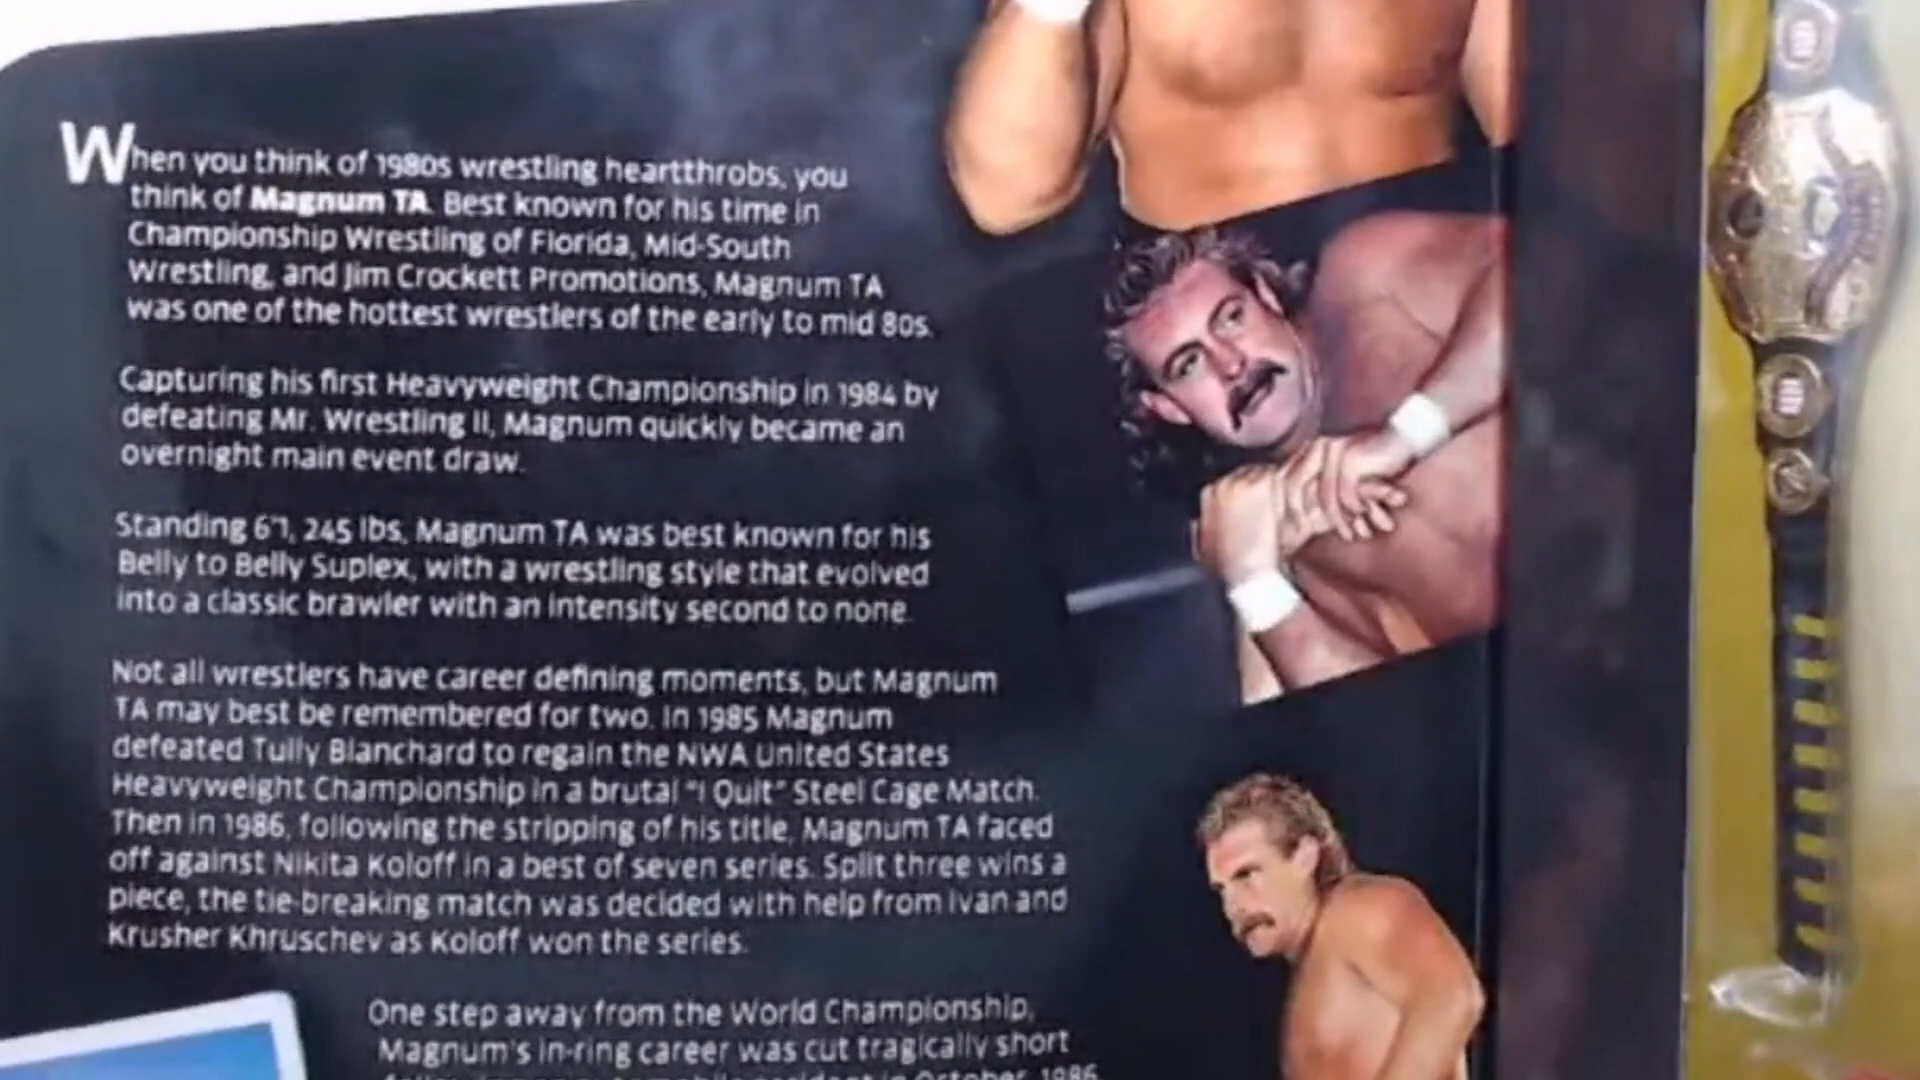 When you think of 1980s wrestling heartthrobs, you
think of Magnum TA. Best known for his time in
Championship Wrestling of Florida, Mid-South
Wrestling, and Jim Crockett Promotions, Magnum TA
was one of the hottest wrestlers of the early to mid 80s.
Capturing his first Heavyweight Championship in 1984 by
defeating Mr. Wrestling II, Magnum quickly became an
overnight main event draw.
Standing 6'1, 245 lbs, Magnum TA was best known for his
Belly to Belly Suplex, with a wrestling style that evolved
into a classic brawler with an intensity second to none.
Not all wrestlers have career defining moments, but Magnum
TA may best be remembered for two. In 1985 Magnum
defeated Tully Blanchard to regain the NWA United States
Heavyweight Championship in a brutal "I Quit" Steel Cage Match.
Then in 1986, following the stripping of his title, Magnum TA faced
off against Nikita Koloff in a best of seven series. Split three wins a
piece, the tie-breaking match was decided with help from Ivan and
Krusher Khruschev as Koloff won the series.
One step away from the World Championship,
Magnum's in-ring career was cut tragically short
accident in October 1986